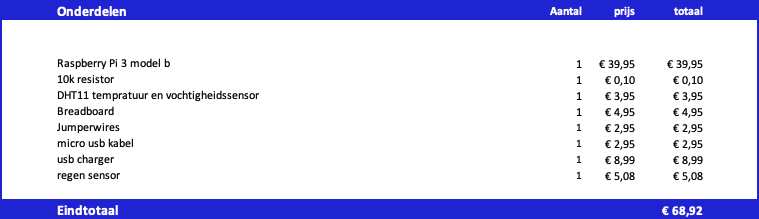 Onderdelen Aantal prijs totaal
Raspberry Pi 3 model b 1 € 39,95 € 39,95
10k resistor 1 € 0,10 € 0,10
DHT11 tempratuur en vochtigheidssensor 1 € 3,95 € 3,95
Breadboard 1 € 4,95 € 4,95
Jumperwires 1 € 2,95 € 2,95
micro usb kabel 1 € 2,95 € 2,95
usb charger 1 € 8,99 € 8,99
regen sensor 1 € 5,08 € 5,08
Eindtotaal € 68,92